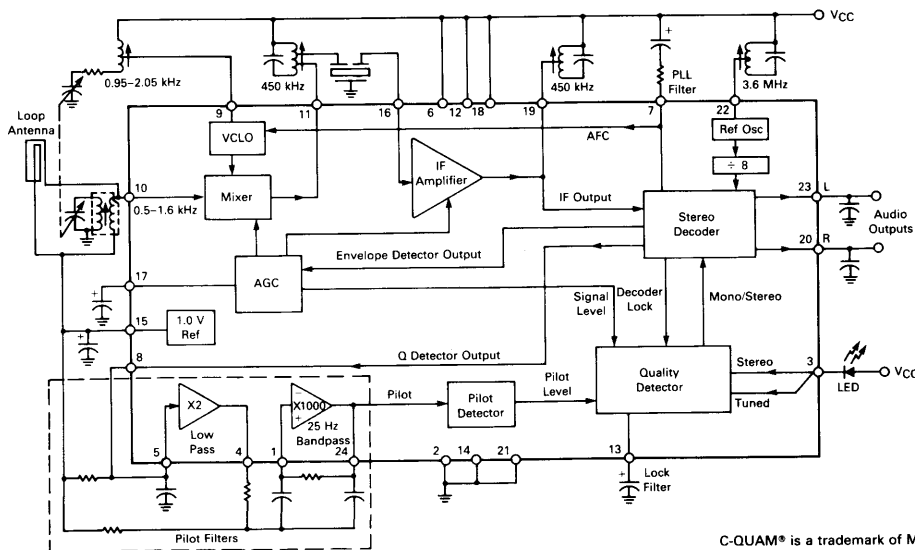 VCC
0.95–2.05 kHz
450 kHz
450 kHz
PLL
Filter
3.6 MHz
Loop
Antenna
9
11
16
6
12
18
19
7
22
VCLO
AFC
Ref Osc
÷ 8
10
0.5–1.6 kHz
Mixer
IF
Amplifier
IF Output
Stereo
Decoder
23
L
Audio
Outputs
20
R
Envelope Detector Output
AGC
17
Signal
Level
Decoder
Lock
Mono/Stereo
15
1.0 V
Ref
8
Q Detector Output
Quality
Detector
Stereo
Tuned
3
LED
VCC
X2
Low
Pass
−
X1000
+
25 Hz
Bandpass
Pilot
Pilot
Detector
Pilot
Level
5
4
1
24
2
14
21
13
Lock
Filter
+
+
+
+
Pilot Filters
C-QUAM® is a trademark of M